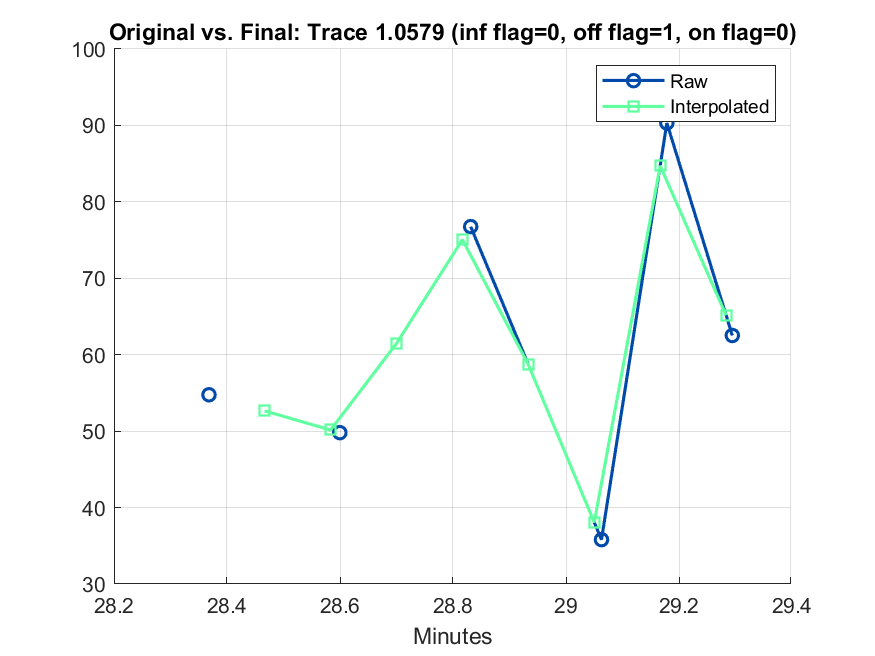 Original vs. Final: Trace 1.0579 (inf flag=0, off flag=1, on flag=0)
100
90
80
70
60
50
40
30
Raw
Interpolated
28.2 28.4 28.6 28.8 29 29.2 29.4
Minutes